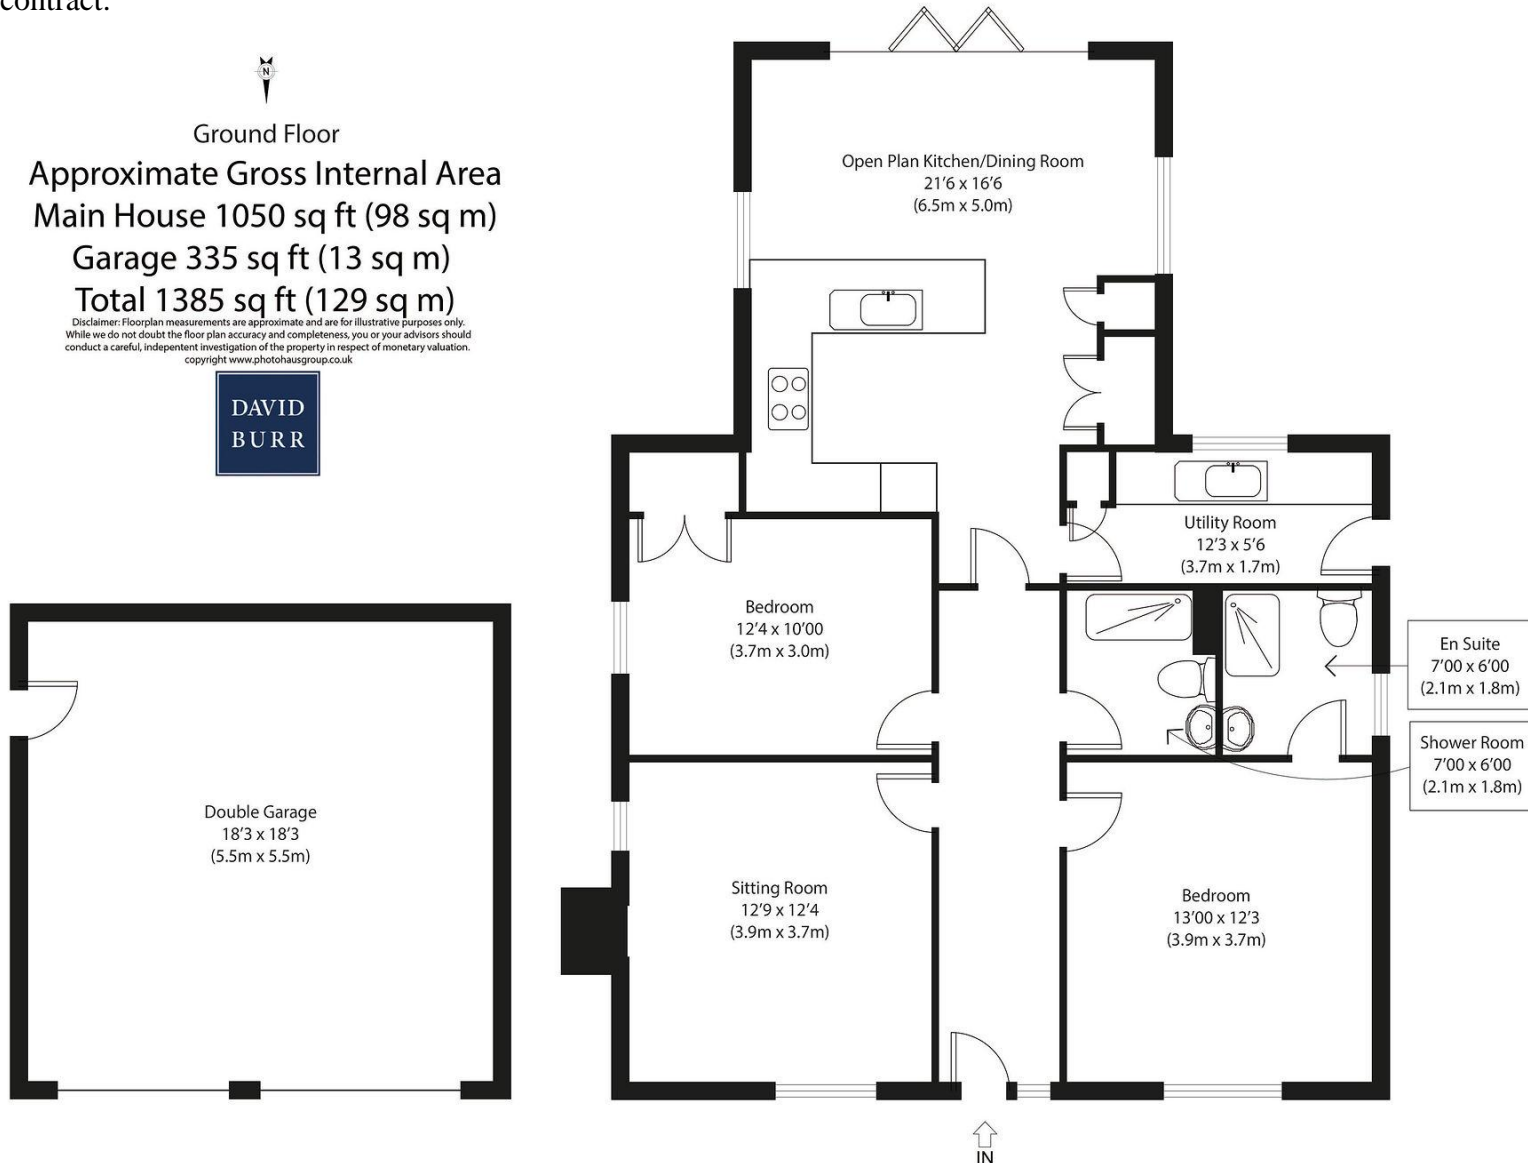 contract.
N
Ground Floor
Approximate Gross Internal Area
Main House 1050 sq ft (98 sq m)
Garage 335 sq ft (13 sq m)
Total 1385 sq ft (129 sq m)
Disclaimer: Floorplan measurements are approximate and are for illustrative purposes only.
While we do not doubt the floor plan accuracy and completeness, you or your advisors should
conduct a careful, indepentent investigation of the property in respect of monetary valuation.
copyright www.photohausgroup.co.uk
DAVID
BURR
Open Plan Kitchen/Dining Room
21'6 x 16'6
(6.5m x 5.0m)
Utility Room
12'3 x 5'6
(3.7m x 1.7m)
Bedroom
12'4 x 10'00
(3.7m x 3.0m)
En Suite
7'00 x 6'00
(2.1m x 1.8m)
Shower Room
7'00 x 6'00
(2.1m x 1.8m)
Double Garage
18'3 x 18'3
(5.5m x 5.5m)
Sitting Room
12'9 x 12'4
(3.9m x 3.7m)
Bedroom
13'00 x 12'3
(3.9m x 3.7m)
IN